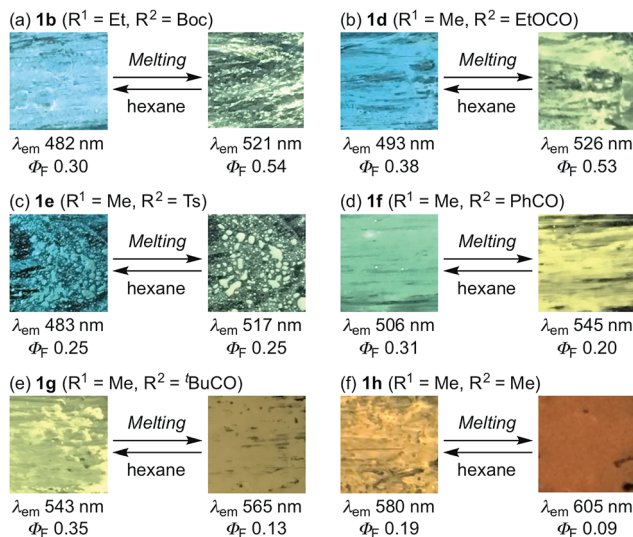 (a) 1b (R¹ = Et, R² = Boc)
Melting
hexane
λem 482 nm
ΦF 0.30
λem 521 nm
ΦF 0.54
(b) 1d (R¹ = Me, R² = EtOCO)
Melting
hexane
λem 493 nm
ΦF 0.38
λem 526 nm
ΦF 0.53
(c) 1e (R¹ = Me, R² = Ts)
Melting
hexane
λem 483 nm
ΦF 0.25
λem 517 nm
ΦF 0.25
(d) 1f (R¹ = Me, R² = PhCO)
Melting
hexane
λem 506 nm
ΦF 0.31
λem 545 nm
ΦF 0.20
(e) 1g (R¹ = Me, R² = ᵗBuCO)
Melting
hexane
λem 543 nm
ΦF 0.35
λem 565 nm
ΦF 0.13
(f) 1h (R¹ = Me, R² = Me)
Melting
hexane
λem 580 nm
ΦF 0.19
λem 605 nm
ΦF 0.09